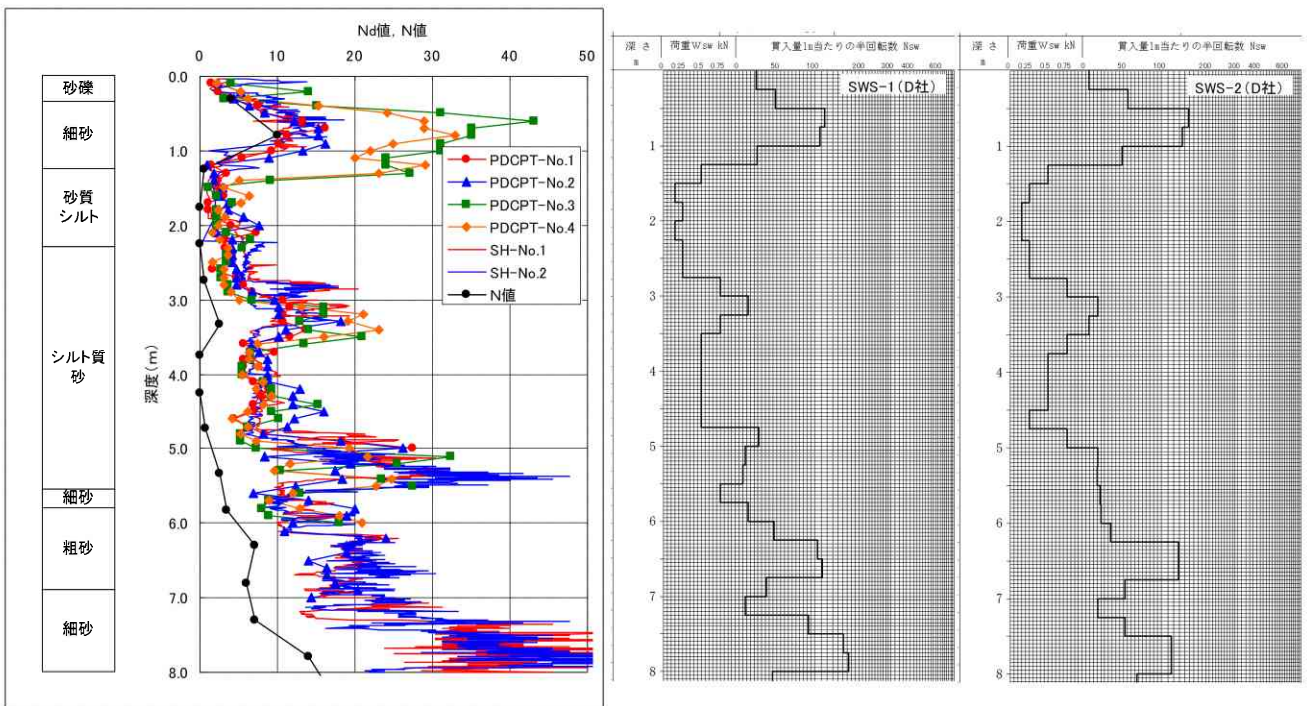 Nd値, N値
0 10 20 30 40 50
砂礫
細砂
砂質
シルト
シルト質
砂
細砂
粗砂
細砂
深度(m)
0.0
1.0
2.0
3.0
4.0
5.0
6.0
7.0
8.0
PDCPT-No.1
PDCPT-No.2
PDCPT-No.3
PDCPT-No.4
SH-No.1
SH-No.2
N値
深 さ 荷重Wsw kN 貫入量1m当たりの半回転数 Nsw
m 0 0.25 0.5 0.75 0 50 100 200 300 400 600
SWS-1(D社)
1
2
3
4
5
6
7
8
深 さ 荷重Wsw kN 貫入量1m当たりの半回転数 Nsw
m 0 0.25 0.5 0.75 0 50 100 200 300 400 600
SWS-2(D社)
1
2
3
4
5
6
7
8